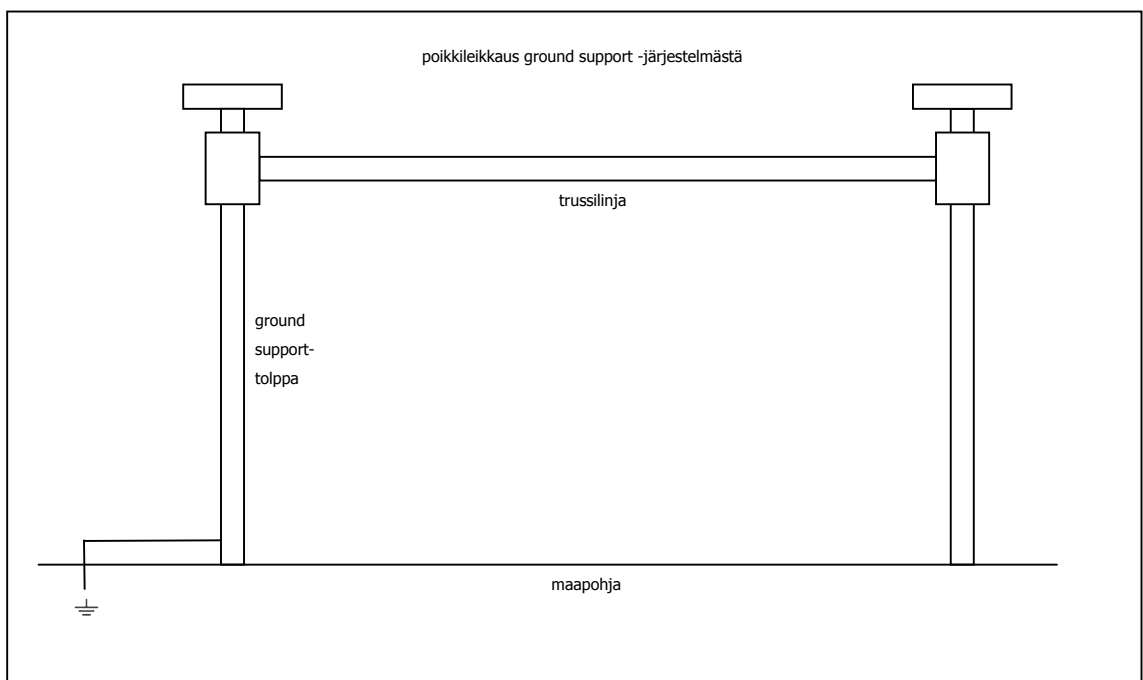 poikkileikkaus ground support -järjestelmästä
trussilinja
ground
support-
tolppa
maapohja